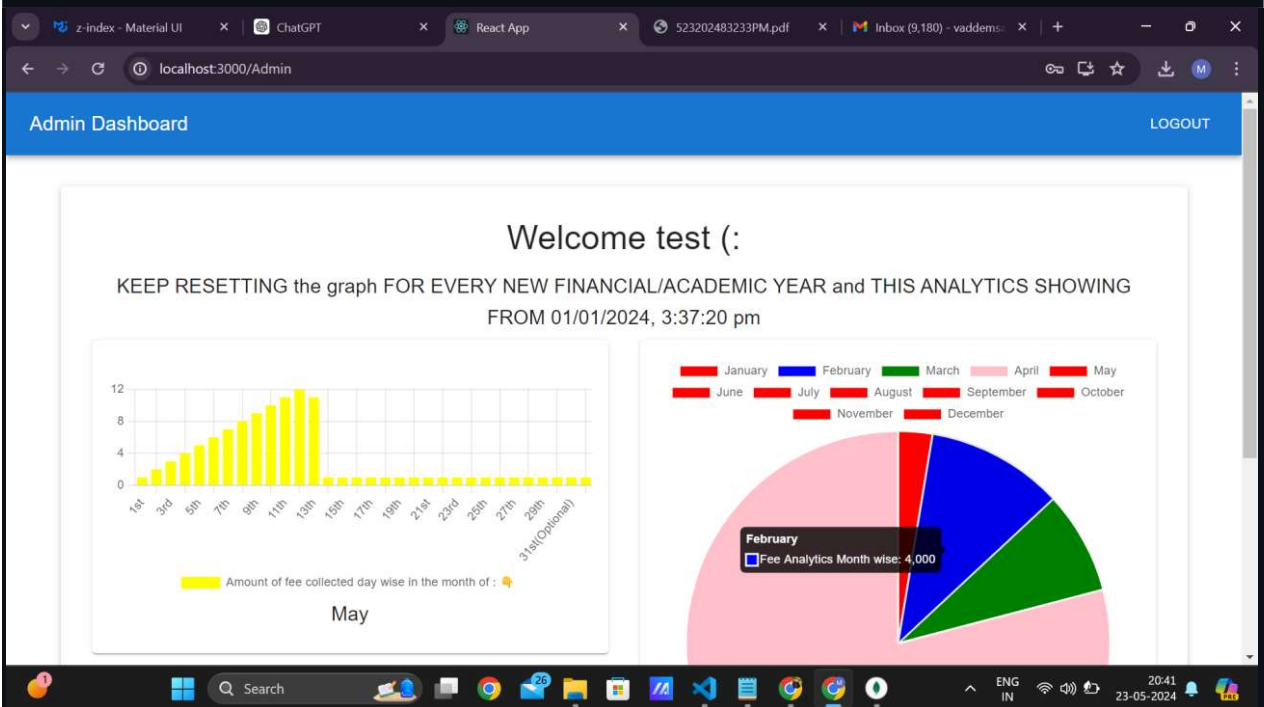 z-index - Material UI
ChatGPT
React App
523202483233PM.pdf
Inbox (9,180) - vaddemsa
localhost:3000/Admin
M
Admin Dashboard
LOGOUT
Welcome test (:
KEEP RESETTING the graph FOR EVERY NEW FINANCIAL/ACADEMIC YEAR and THIS ANALYTICS SHOWING
FROM 01/01/2024, 3:37:20 pm
12
8
4
0
1st 3rd 5th 7th 9th 11th 13th 15th 17th 19th 21st 23rd 25th 27th 29th 31st(Optional)
Amount of fee collected day wise in the month of : 👇
May
January February March April May
June July August September October
November December
February
Fee Analytics Month wise: 4,000
1
Search
26
ENG
IN
20:41
23-05-2024
PRE